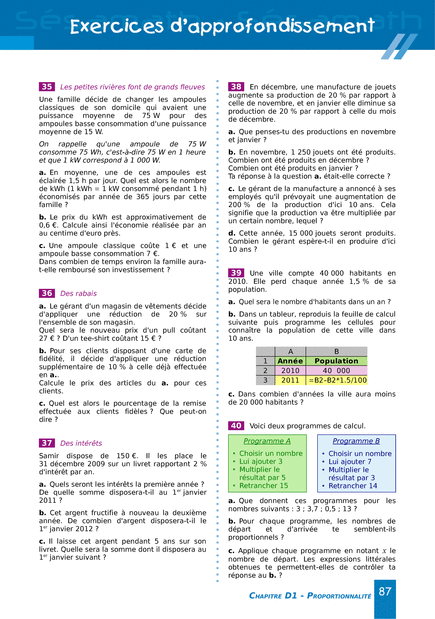 Exercices d'approfondissement
35 Les petites rivières font de grands fleuves
Une famille décide de changer les ampoules
classiques de son domicile qui avaient une
puissance moyenne de 75 W pour des
ampoules basse consommation d'une puissance
moyenne de 15 W.
On rappelle qu'une ampoule de 75 W
consomme 75 Wh, c'est-à-dire 75 W en 1 heure
et que 1 kW correspond à 1 000 W.
a. En moyenne, une de ces ampoules est
éclairée 1,5 h par jour. Quel est alors le nombre
de kWh (1 kWh = 1 kW consommé pendant 1 h)
économisés par année de 365 jours par cette
famille ?
b. Le prix du kWh est approximativement de
0,6 €. Calcule ainsi l'économie réalisée par an
au centime d'euro près.
c. Une ampoule classique coûte 1 € et une
ampoule basse consommation 7 €.
Dans combien de temps environ la famille aura-
t-elle remboursé son investissement ?
36 Des rabais
a. Le gérant d'un magasin de vêtements décide
d'appliquer une réduction de 20 % sur
l'ensemble de son magasin.
Quel sera le nouveau prix d'un pull coûtant
27 € ? D'un tee-shirt coûtant 15 € ?
b. Pour ses clients disposant d'une carte de
fidélité, il décide d'appliquer une réduction
supplémentaire de 10 % à celle déjà effectuée
en a..
Calcule le prix des articles du a. pour ces
clients.
c. Quel est alors le pourcentage de la remise
effectuée aux clients fidèles ? Que peut-on
dire ?
37 Des intérêts
Samir dispose de 150 €. Il les place le
31 décembre 2009 sur un livret rapportant 2 %
d'intérêt par an.
a. Quels seront les intérêts la première année ?
De quelle somme disposera-t-il au 1er janvier
2011 ?
b. Cet argent fructifie à nouveau la deuxième
année. De combien d'argent disposera-t-il le
1er janvier 2012 ?
c. Il laisse cet argent pendant 5 ans sur son
livret. Quelle sera la somme dont il disposera au
1er janvier suivant ?
38 En décembre, une manufacture de jouets
augmente sa production de 20 % par rapport à
celle de novembre, et en janvier elle diminue sa
production de 20 % par rapport à celle du mois
de décembre.
a. Que penses-tu des productions en novembre
et janvier ?
b. En novembre, 1 250 jouets ont été produits.
Combien ont été produits en décembre ?
Combien ont été produits en janvier ?
Ta réponse à la question a. était-elle correcte ?
c. Le gérant de la manufacture a annoncé à ses
employés qu'il prévoyait une augmentation de
200 % de la production d'ici 10 ans. Cela
signifie que la production va être multipliée par
un certain nombre, lequel ?
d. Cette année, 15 000 jouets seront produits.
Combien le gérant espère-t-il en produire d'ici
10 ans ?
39 Une ville compte 40 000 habitants en
2010. Elle perd chaque année 1,5 % de sa
population.
a. Quel sera le nombre d'habitants dans un an ?
b. Dans un tableur, reproduis la feuille de calcul
suivante puis programme les cellules pour
connaître la population de cette ville dans
10 ans.
A B
1 Année Population
2 2010 40 000
3 2011 =B2–B2*1.5/100
c. Dans combien d'années la ville aura moins
de 20 000 habitants ?
40 Voici deux programmes de calcul.
Programme A
• Choisir un nombre
• Lui ajouter 3
• Multiplier le
résultat par 5
• Retrancher 15
Programme B
• Choisir un nombre
• Lui ajouter 7
• Multiplier le
résultat par 3
• Retrancher 14
a. Que donnent ces programmes pour les
nombres suivants : 3 ; 3,7 ; 0,5 ; 13 ?
b. Pour chaque programme, les nombres de
départ et d'arrivée te semblent-ils
proportionnels ?
c. Applique chaque programme en notant x le
nombre de départ. Les expressions littérales
obtenues te permettent-elles de contrôler ta
réponse au b. ?
CHAPITRE D1 - PROPORTIONNALITÉ 87